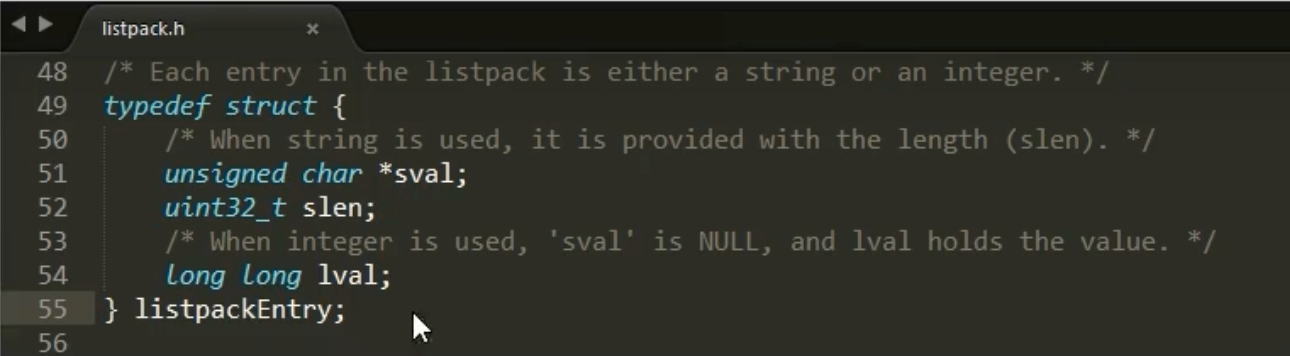 listpack.h ×
48 /* Each entry in the listpack is either a string or an integer. */
49 typedef struct {
50 /* When string is used, it is provided with the length (slen). */
51 unsigned char *sval;
52 uint32_t slen;
53 /* When integer is used, 'sval' is NULL, and lval holds the value. */
54 long long lval;
55 } listpackEntry;
56